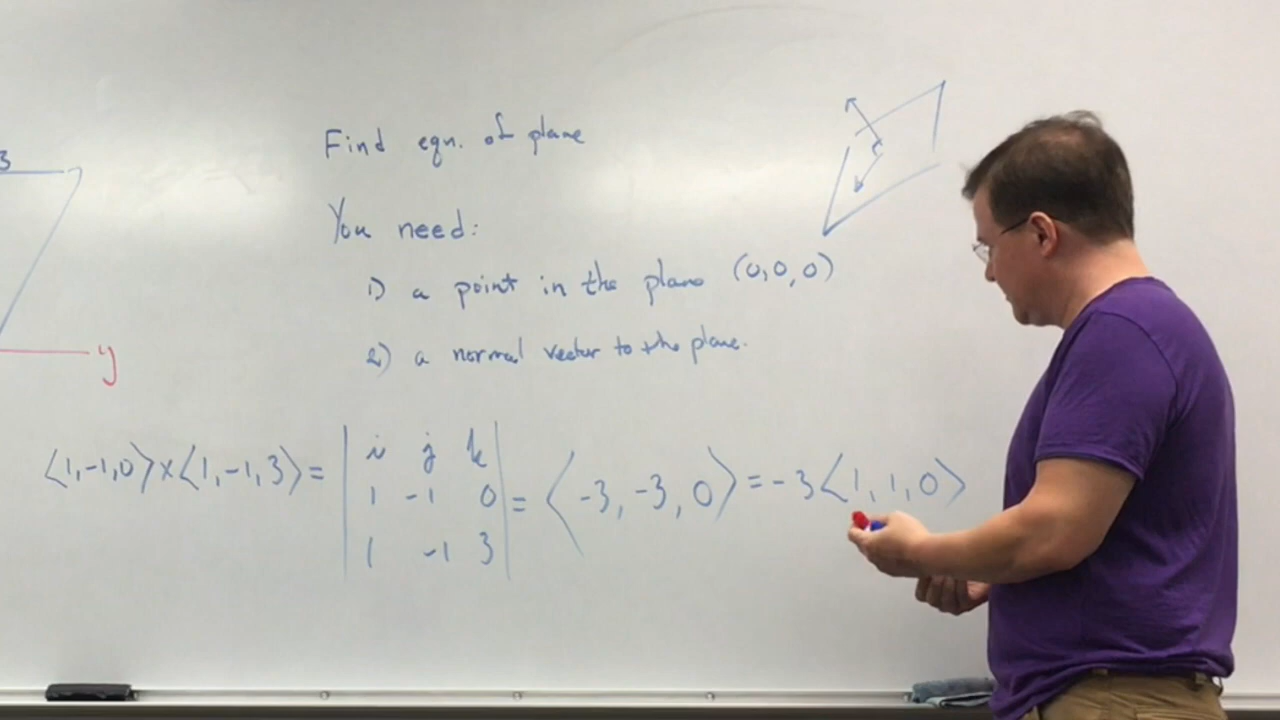 3
y
Find eqn. of plane
You need:
1) a point in the plane (0,0,0)
2) a normal vector to the plane.
⟨1,-1,0⟩×⟨1,-1,3⟩= | i j k | = ⟨-3,-3,0⟩=-3⟨1,1,0⟩
1 -1 0
1 -1 3